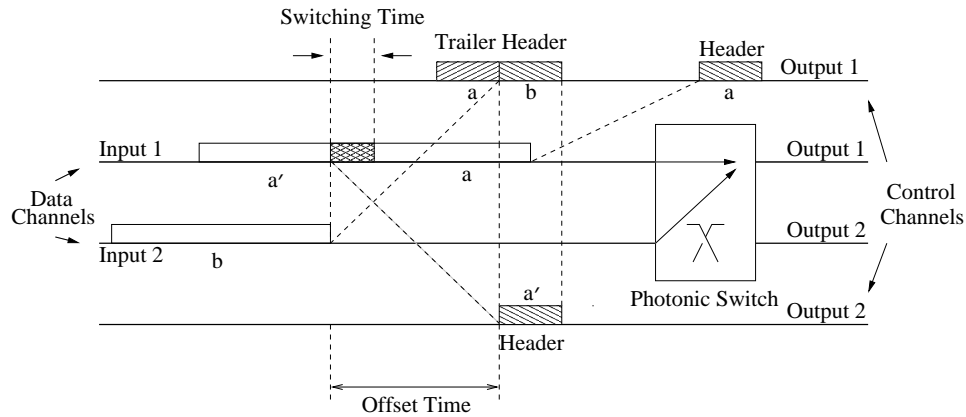 Switching Time
Trailer Header
Header
Output 1
a
b
a
Input 1
Output 1
a′
a
Data
Channels
Control
Channels
Input 2
Output 2
b
a′
Photonic Switch
Output 2
Header
Offset Time